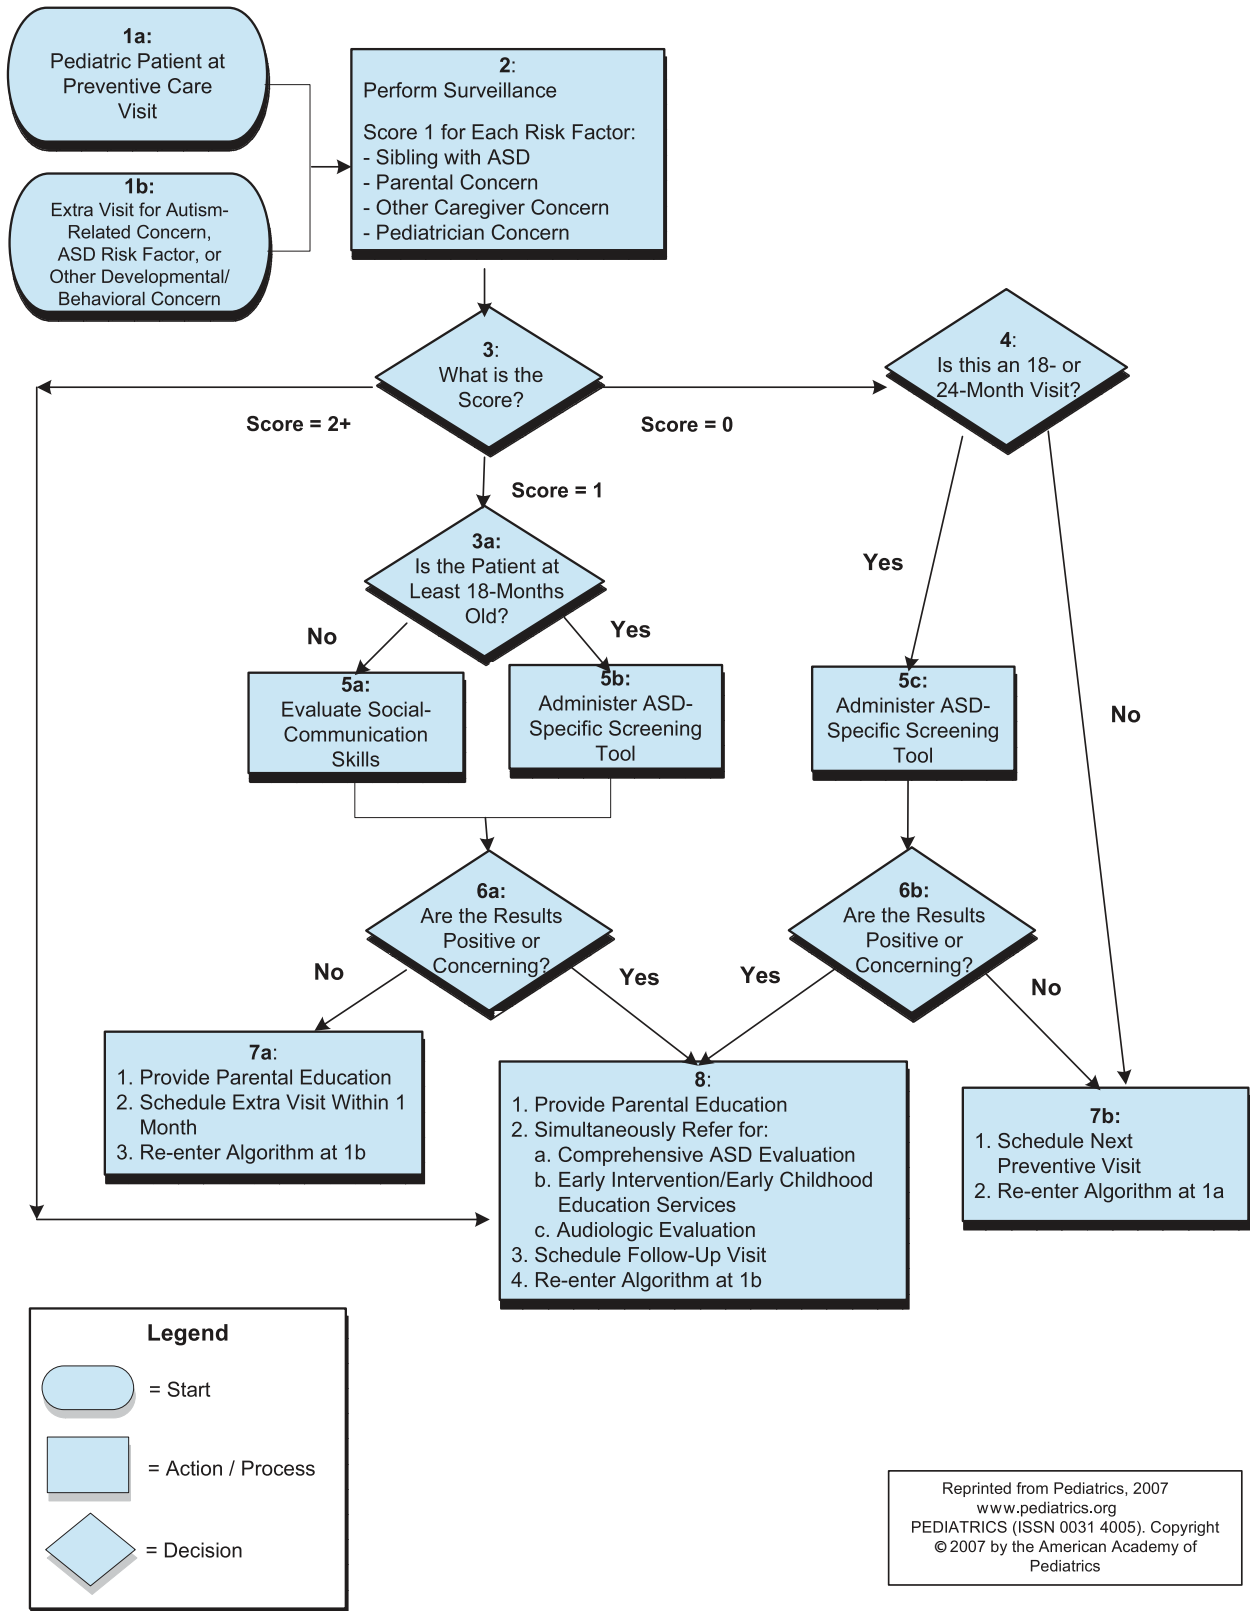 1a:
Pediatric Patient at
Preventive Care
Visit
1b:
Extra Visit for Autism-
Related Concern,
ASD Risk Factor, or
Other Developmental/
Behavioral Concern
2:
Perform Surveillance
Score 1 for Each Risk Factor:
- Sibling with ASD
- Parental Concern
- Other Caregiver Concern
- Pediatrician Concern
3:
What is the
Score?
4:
Is this an 18- or
24-Month Visit?
Score = 2+
Score = 0
Score = 1
3a:
Is the Patient at
Least 18-Months
Old?
Yes
No
Yes
No
5a:
Evaluate Social-
Communication
Skills
5b:
Administer ASD-
Specific Screening
Tool
5c:
Administer ASD-
Specific Screening
Tool
6a:
Are the Results
Positive or
Concerning?
6b:
Are the Results
Positive or
Concerning?
No
Yes
Yes
No
7a:
1. Provide Parental Education
2. Schedule Extra Visit Within 1
Month
3. Re-enter Algorithm at 1b
8:
1. Provide Parental Education
2. Simultaneously Refer for:
a. Comprehensive ASD Evaluation
b. Early Intervention/Early Childhood
Education Services
c. Audiologic Evaluation
3. Schedule Follow-Up Visit
4. Re-enter Algorithm at 1b
7b:
1. Schedule Next
Preventive Visit
2. Re-enter Algorithm at 1a
Legend
= Start
= Action / Process
= Decision
Reprinted from Pediatrics, 2007
www.pediatrics.org
PEDIATRICS (ISSN 0031 4005). Copyright
©2007 by the American Academy of
Pediatrics